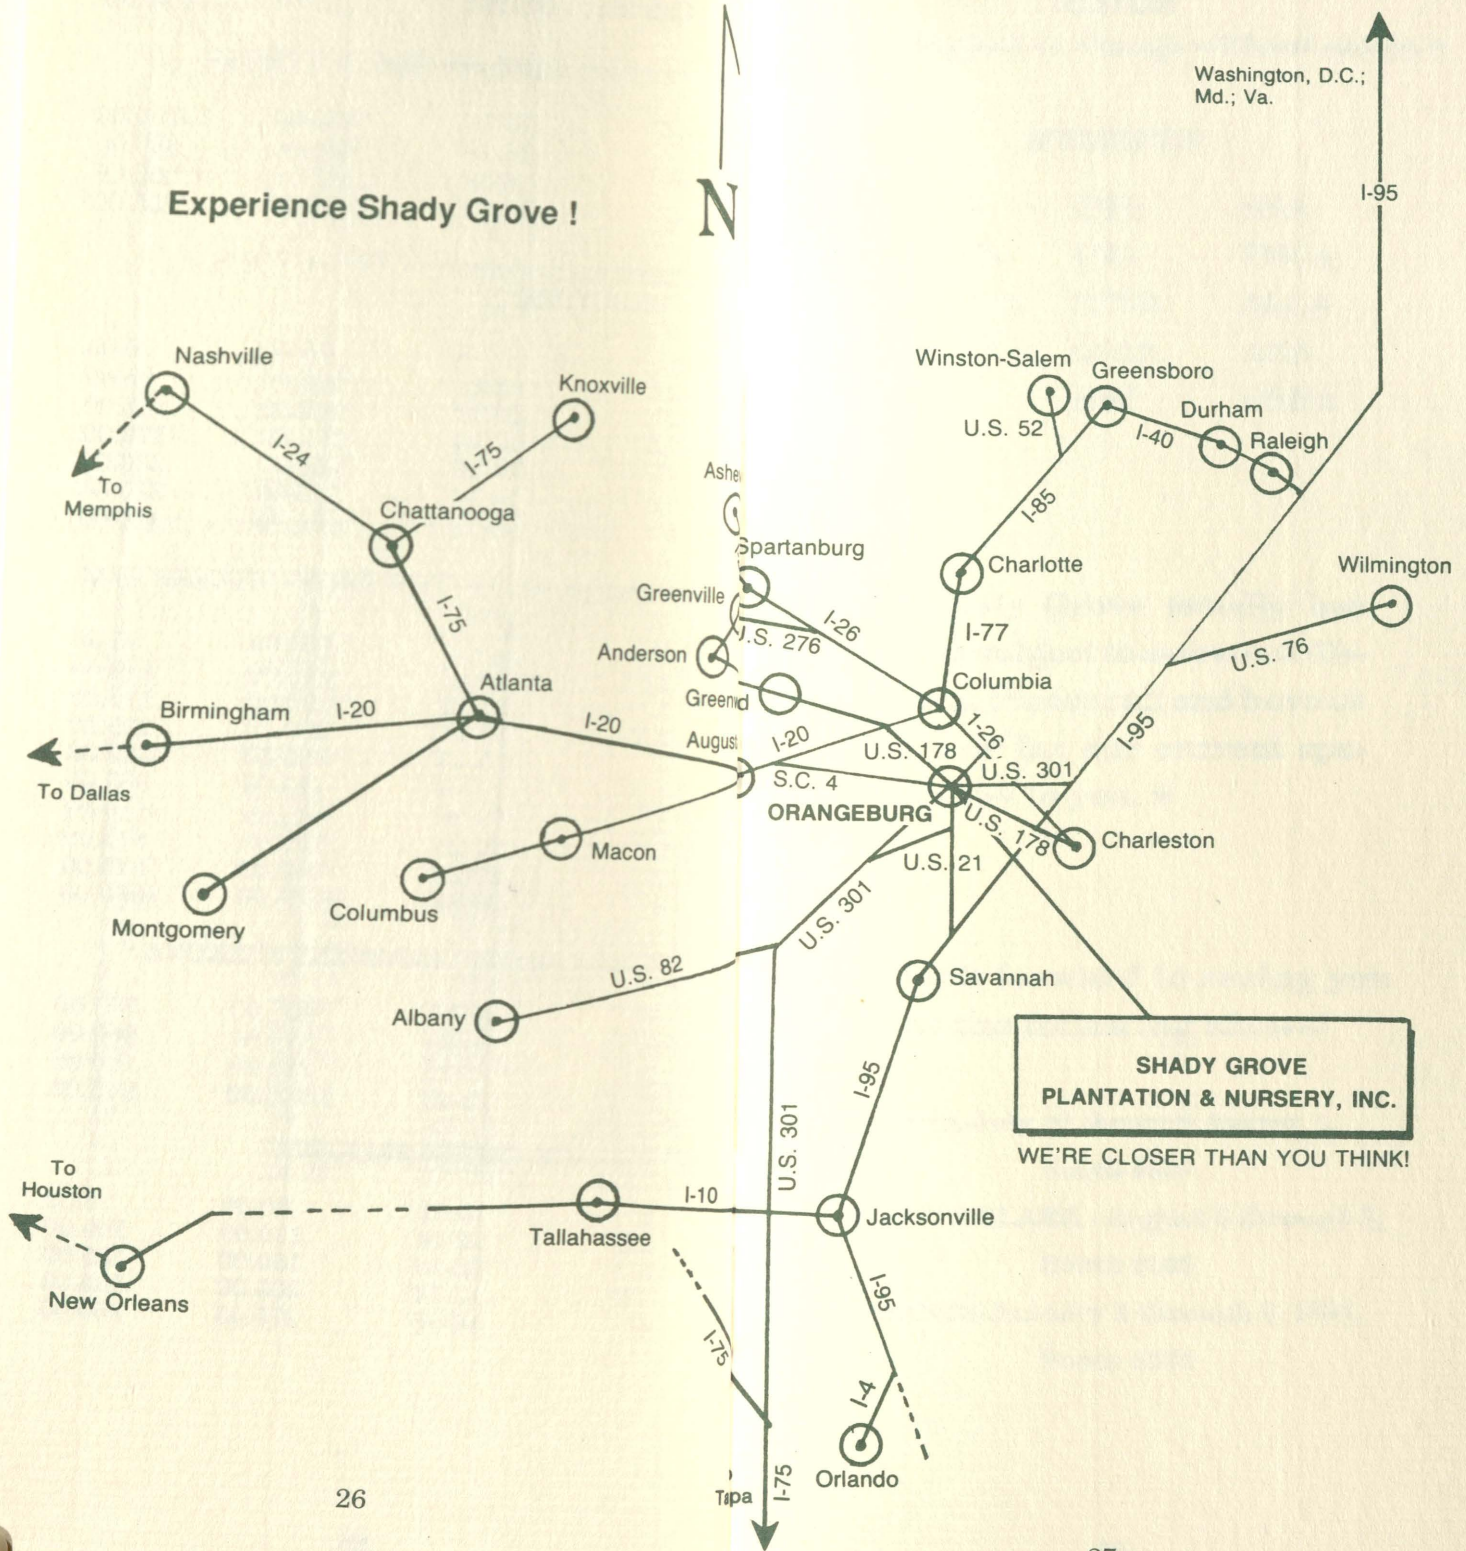 Washington, D.C.;
Md.; Va.
I-95
Experience Shady Grove !
N
Nashville
Knoxville
I-24
I-75
To
Memphis
Chattanooga
I-75
Winston-Salem
Greensboro
Durham
Raleigh
U.S. 52
I-40
I-85
Spartanburg
Charlotte
Wilmington
Greenville
I-26
U.S. 276
I-77
U.S. 76
Anderson
Atlanta
Columbia
Birmingham
I-20
I-20
I-20
I-26
I-95
To Dallas
U.S. 178
U.S. 301
S.C. 4
ORANGEBURG
U.S. 178
Charleston
Macon
U.S. 21
Columbus
Montgomery
U.S. 301
U.S. 82
Albany
Savannah
SHADY GROVE
PLANTATION & NURSERY, INC.
WE'RE CLOSER THAN YOU THINK!
I-95
U.S. 301
To
Houston
I-10
Tallahassee
Jacksonville
New Orleans
I-95
I-75
I-4
Orlando
I-75
26